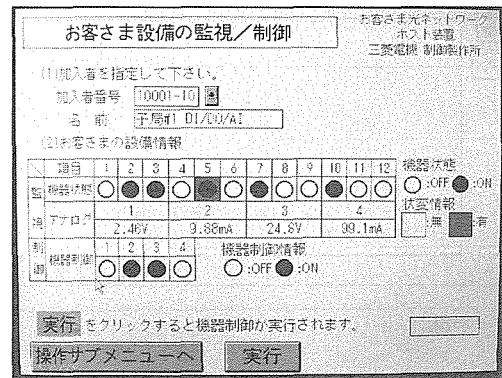 お客さま設備の監視／制御
お客さま光ネットワーク
ホスト装置
三菱電機 制御製作所
(1)加入者を指定して下さい。
加入者番号 10001-10
名 前 子局#1 DI/DO/AI
(2)お客さまの設備情報
項目 1 2 3 4 5 6 7 8 9 10 11 12
監視 機器状態
アナログ 1 2 3 4
2.46V 9.88mA 24.8V 99.1mA
制御 機器制御 1 2 3 4
機器状態
:OFF :ON
状変情報
:無 :有
機器制御情報
:OFF :ON
実行 をクリックすると機器制御が実行されます。
操作サブメニューへ 実行